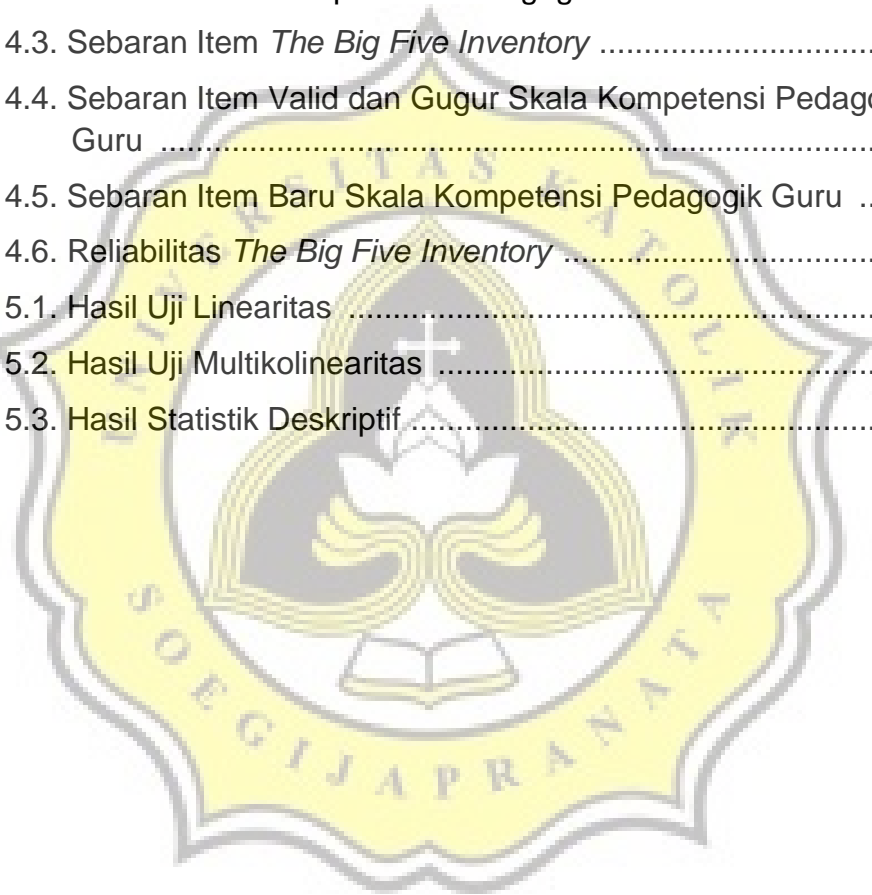 4.3. Sebaran Item The Big Five Inventory ..............................
4.4. Sebaran Item Valid dan Gugur Skala Kompetensi
Guru ..............................................................
5.1. Hasil Uji Linearitas ......................................................
4.5. Sebaran Item Baru Skala Kompetensi Pedagogik Guru ..
4.6. Reliabilitas The Big Five Inventory ..................................
5.2. Hasil Uji Multikolinearitas .............................................
5.3. Hasil Statistik Deskriptif ................................................
UNIVERSITAS KATOLIK
SOEGIJAPRANATA